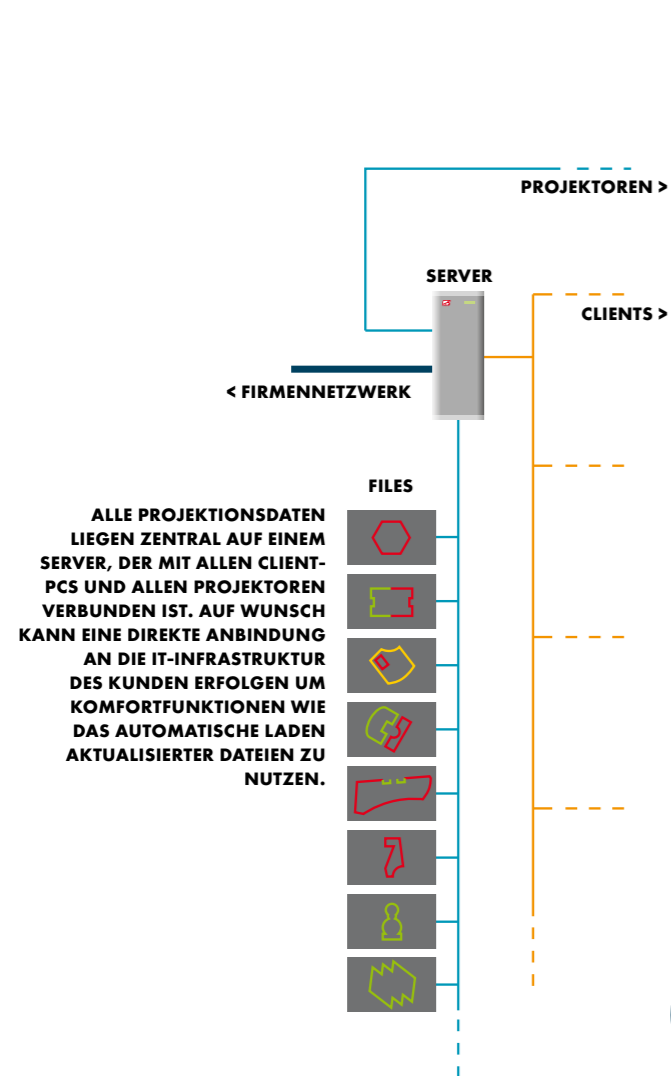 PROJEKTOREN >
SERVER
CLIENTS >
< FIRMENNETZWERK
FILES
ALLE PROJEKTIONSDATEN
LIEGEN ZENTRAL AUF EINEM
SERVER, DER MIT ALLEN CLIENT-
PCS UND ALLEN PROJEKTOREN
VERBUNDEN IST. AUF WUNSCH
KANN EINE DIREKTE ANBINDUNG
AN DIE IT-INFRASTRUKTUR
DES KUNDEN ERFOLGEN UM
KOMFORTFUNKTIONEN WIE
DAS AUTOMATISCHE LADEN
AKTUALISIERTER DATEIEN ZU
NUTZEN.